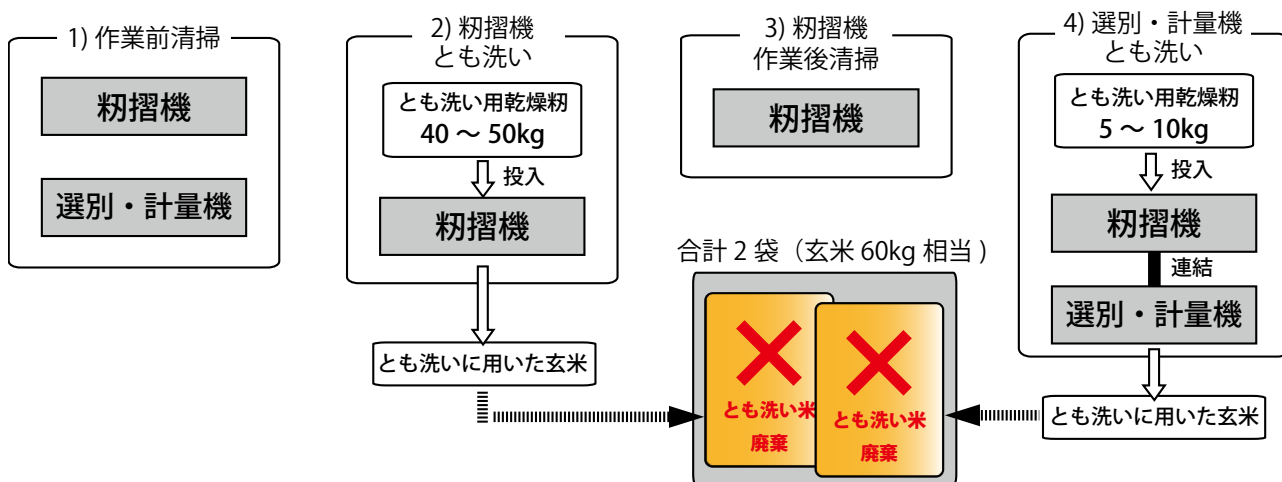 1) 作業前清掃
籾摺機
選別・計量機
2) 籾摺機
とも洗い
とも洗い用乾燥籾
40 ～ 50kg
投入
籾摺機
とも洗いに用いた玄米
3) 籾摺機
作業後清掃
籾摺機
合計 2 袋（玄米 60kg 相当 )
とも洗い米
廃棄
とも洗い米
廃棄
4) 選別・計量機
とも洗い
とも洗い用乾燥籾
5 ～ 10kg
投入
籾摺機
連結
選別・計量機
とも洗いに用いた玄米